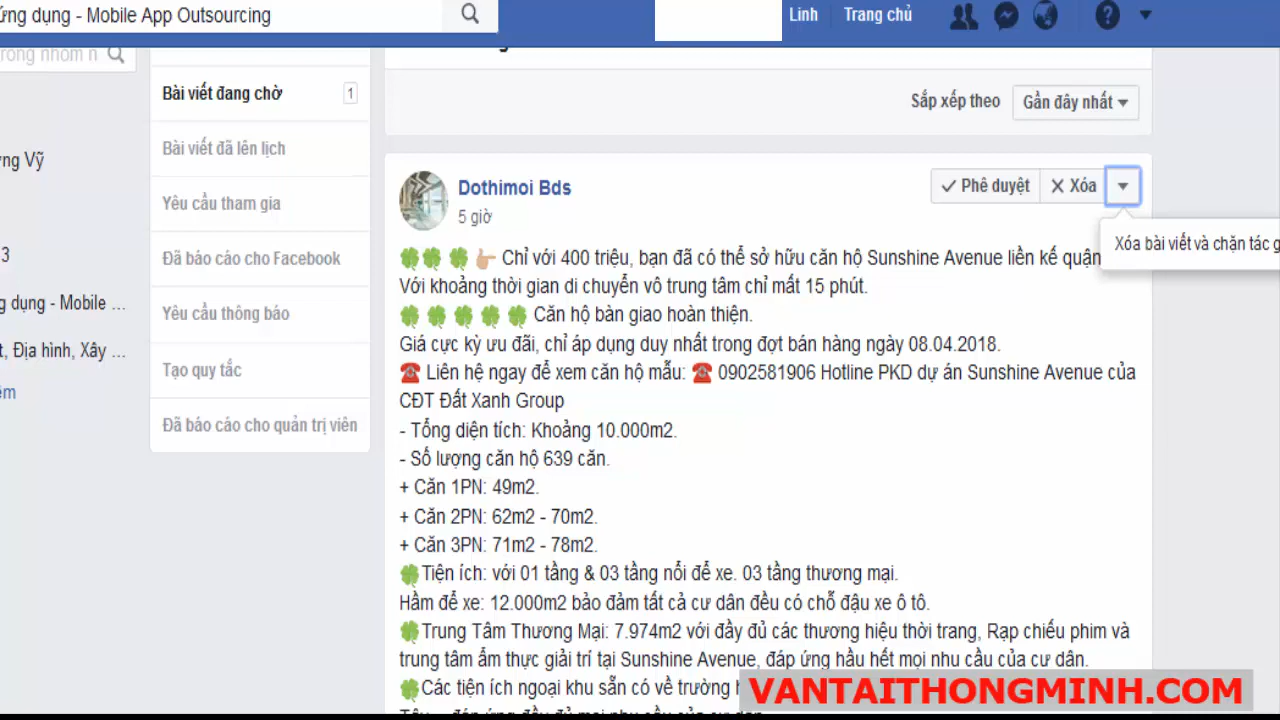 ứng dụng - Mobile App Outsourcing
Linh Trang chủ
trong nhóm n
Bài viết đang chờ 1
Bài viết đã lên lịch
Yêu cầu tham gia
Đã báo cáo cho Facebook
Yêu cầu thông báo
Tạo quy tắc
Đã báo cáo cho quản trị viên
ng Vỹ
3
g dụng - Mobile ...
t, Địa hình, Xây ...
êm
Sắp xếp theo Gần đây nhất
Dothimoi Bds
5 giờ
Phê duyệt Xóa
Xóa bài viết và chặn tác g
🍀🍀 🍀 👉🏼 Chỉ với 400 triệu, bạn đã có thể sở hữu căn hộ Sunshine Avenue liền kế quận
Với khoảng thời gian di chuyển vô trung tâm chỉ mất 15 phút.
🍀 🍀 🍀 🍀 🍀 Căn hộ bàn giao hoàn thiện.
Giá cực kỳ ưu đãi, chỉ áp dụng duy nhất trong đợt bán hàng ngày 08.04.2018.
☎ Liên hệ ngay để xem căn hộ mẫu: ☎ 0902581906 Hotline PKD dự án Sunshine Avenue của
CĐT Đất Xanh Group
- Tổng diện tích: Khoảng 10.000m2.
- Số lượng căn hộ 639 căn.
+ Căn 1PN: 49m2.
+ Căn 2PN: 62m2 - 70m2.
+ Căn 3PN: 71m2 - 78m2.
🍀Tiện ích: với 01 tầng & 03 tầng nổi để xe. 03 tầng thương mại.
Hầm để xe: 12.000m2 bảo đảm tất cả cư dân đều có chỗ đậu xe ô tô.
🍀Trung Tâm Thương Mại: 7.974m2 với đầy đủ các thương hiệu thời trang, Rạp chiếu phim và
trung tâm ẩm thực giải trí tại Sunshine Avenue, đáp ứng hầu hết mọi nhu cầu của cư dân.
🍀Các tiện ích ngoại khu sẵn có về trường h
VANTAITHONGMINH.COM